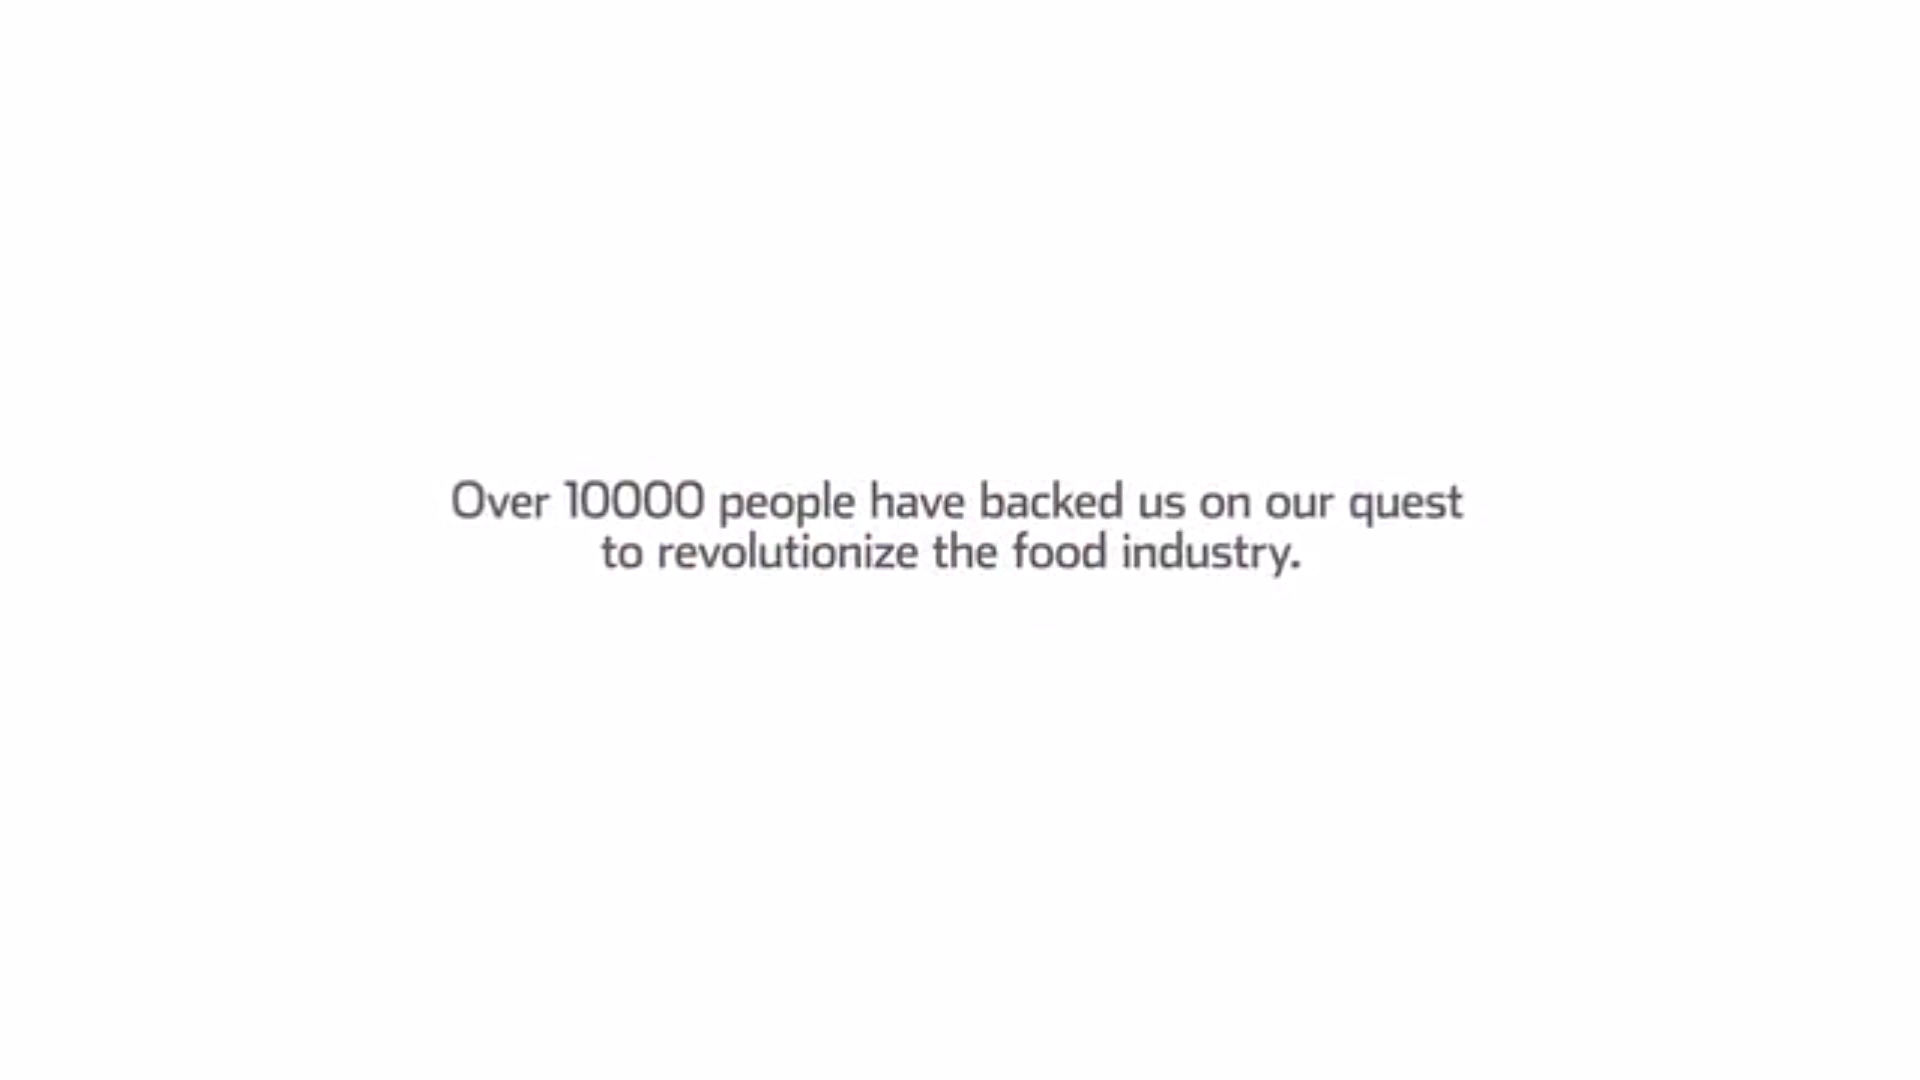 Over 10000 people have backed us on our quest
to revolutionize the food industry.